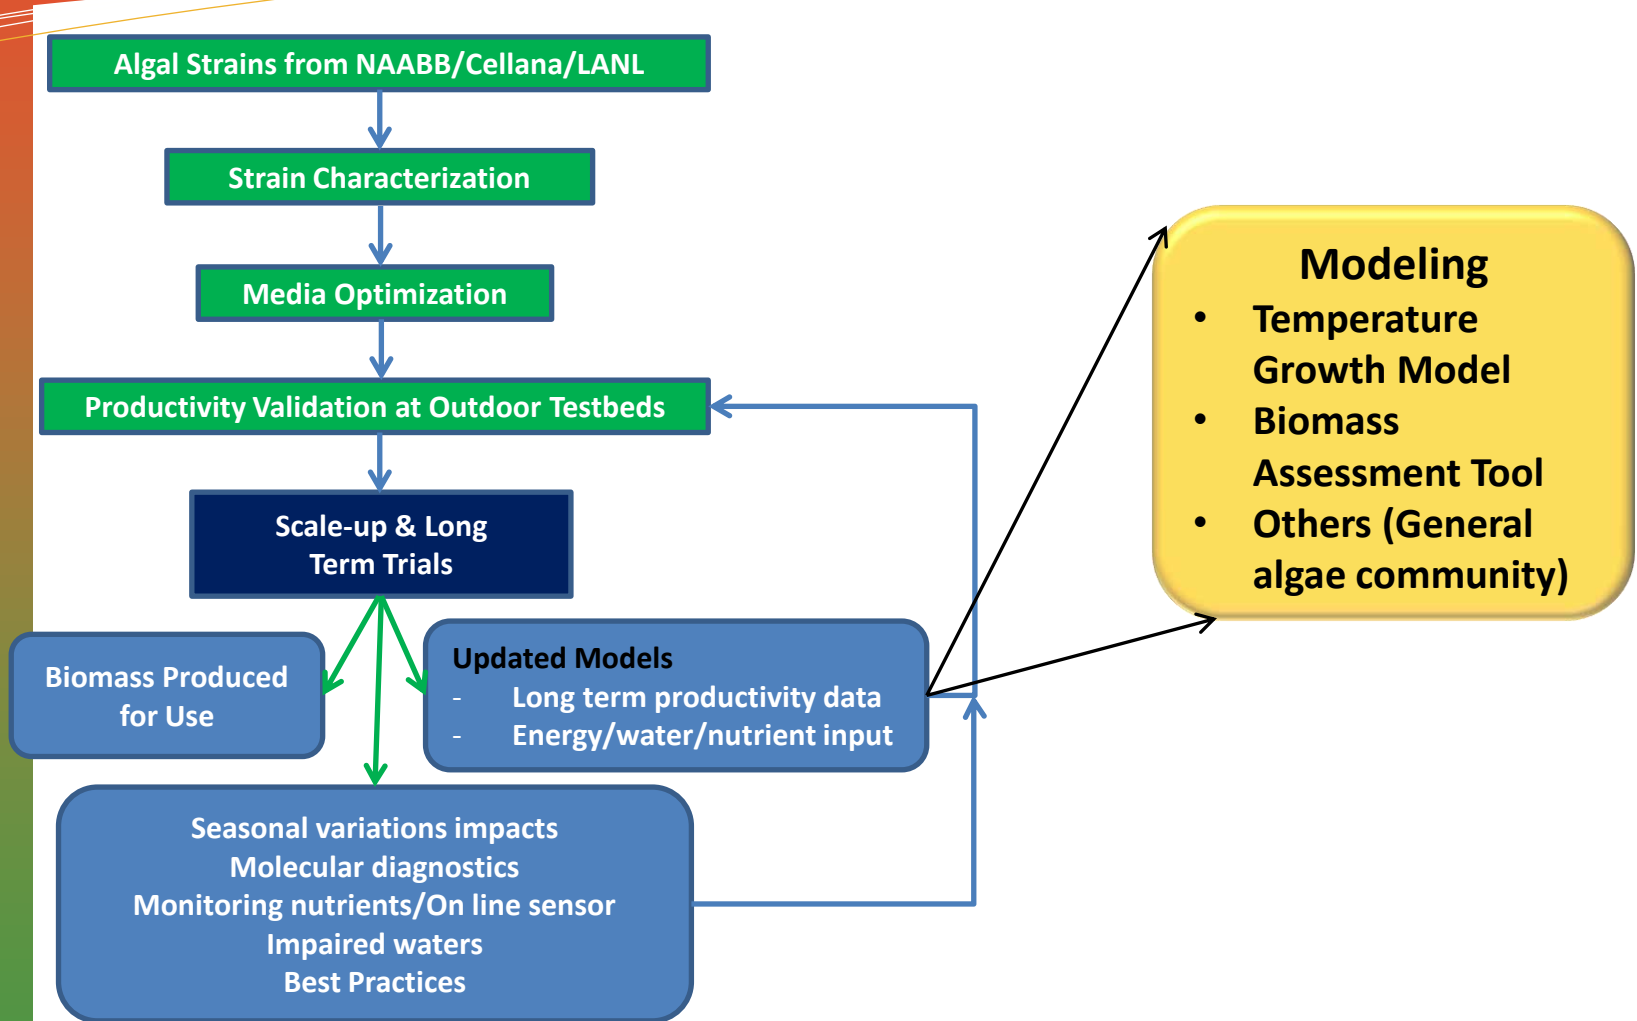 Algal Strains from NAABB/Cellana/LANL
Strain Characterization
Media Optimization
Productivity Validation at Outdoor Testbeds
Scale-up & Long
Term Trials
Biomass Produced
for Use
Updated Models
- Long term productivity data
- Energy/water/nutrient input
Seasonal variations impacts
Molecular diagnostics
Monitoring nutrients/On line sensor
Impaired waters
Best Practices
Modeling
• Temperature
Growth Model
• Biomass
Assessment Tool
• Others (General
algae community)